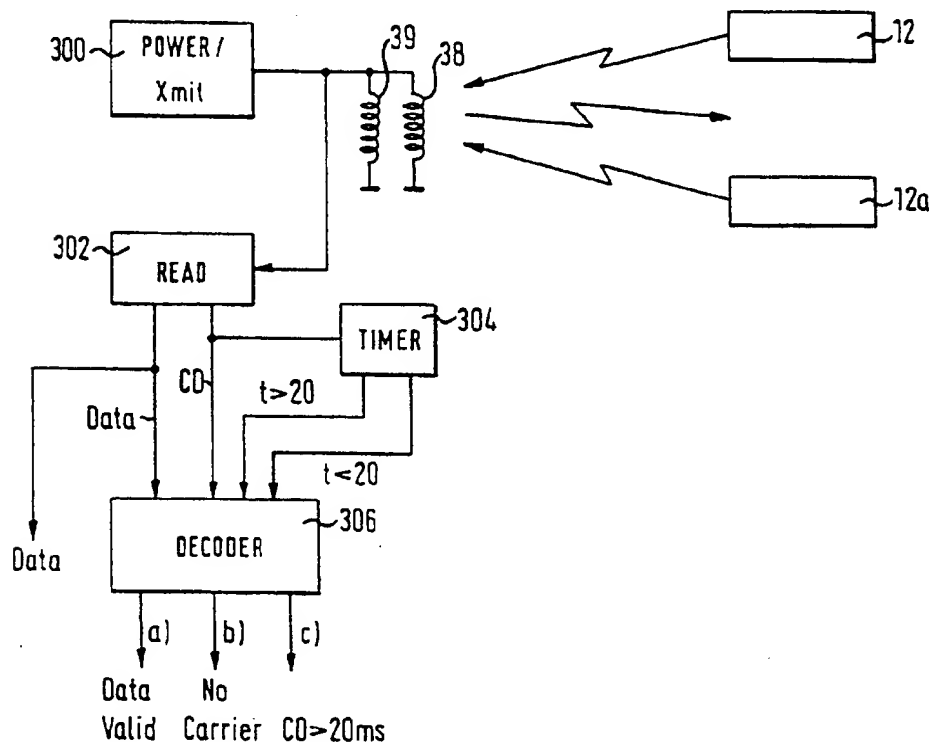 300
POWER/
Xmit
39
38
12
12a
302
READ
304
TIMER
CD
t>20
Data
t<20
306
DECODER
Data
a)
b)
c)
Data
Valid
No
Carrier
CD>20ms